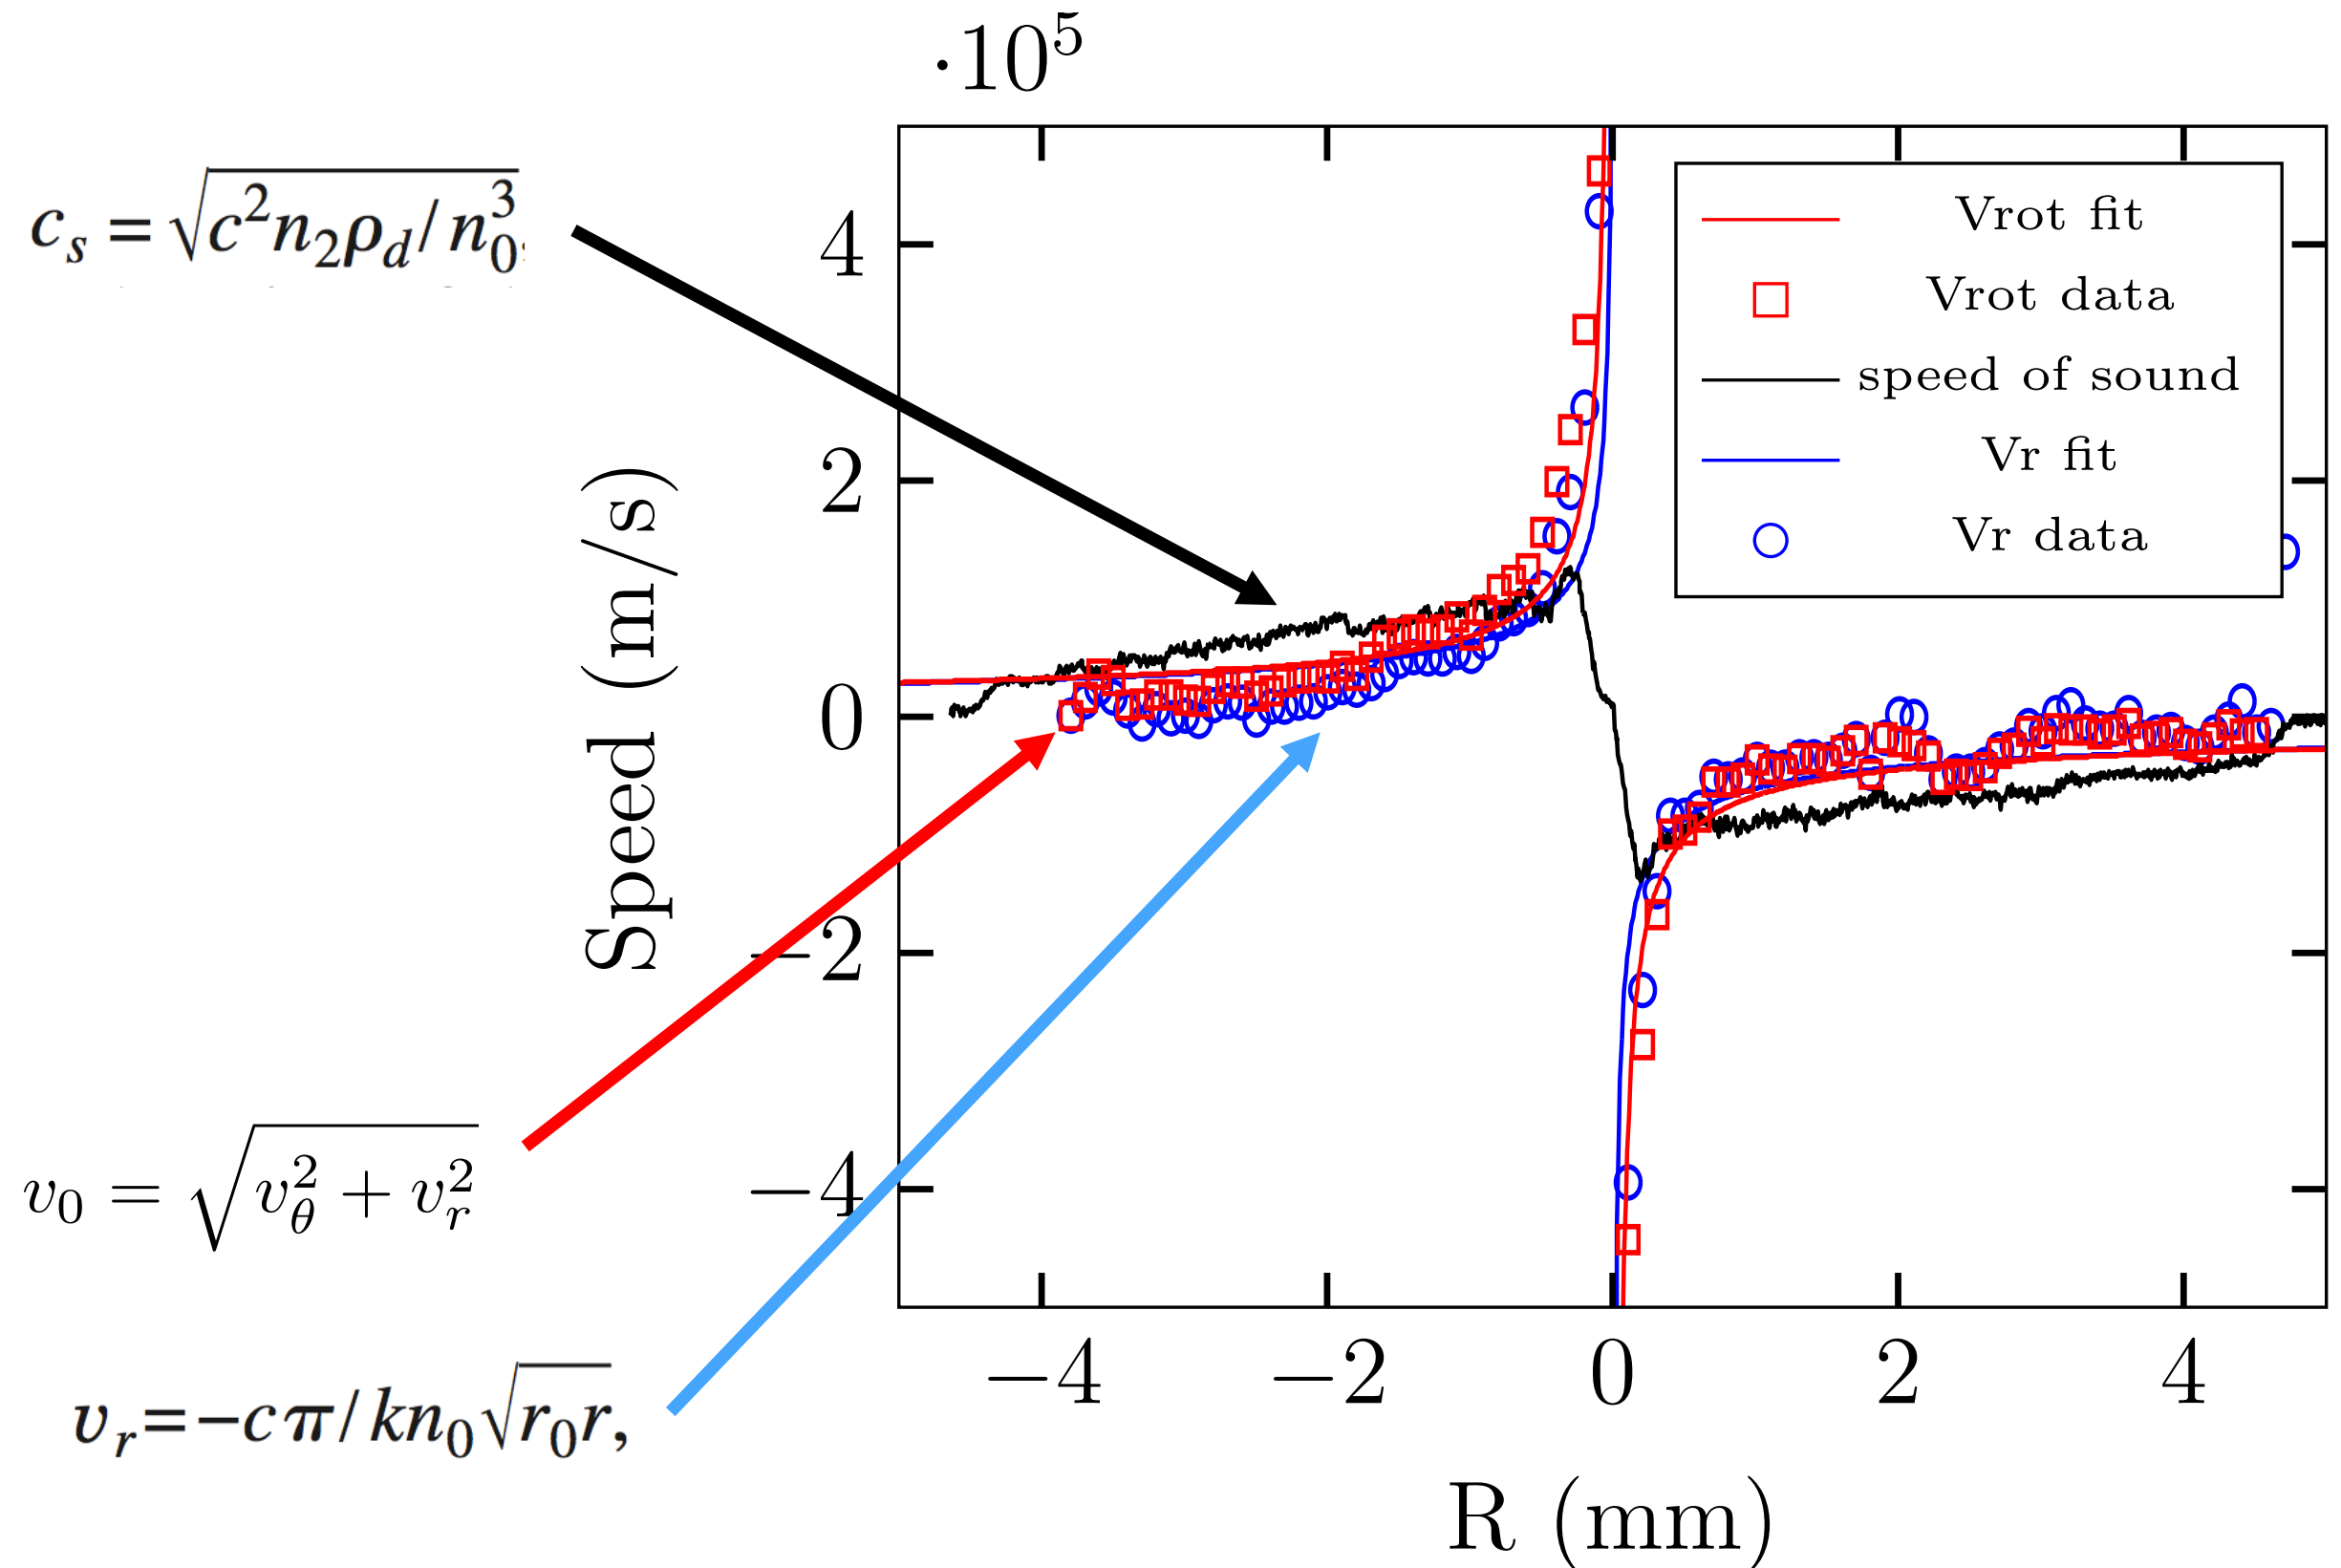 ·10⁵
c_s = √(c²n₂ρ_d / n₀³)
4
2
0
−2
−4
Speed (m/s)
Vrot fit
Vrot data
speed of sound
Vr fit
Vr data
v₀ = √(v_θ² + v_r²)
v_r = −cπ/kn₀√(r₀r),
−4 −2 0 2 4
R (mm)